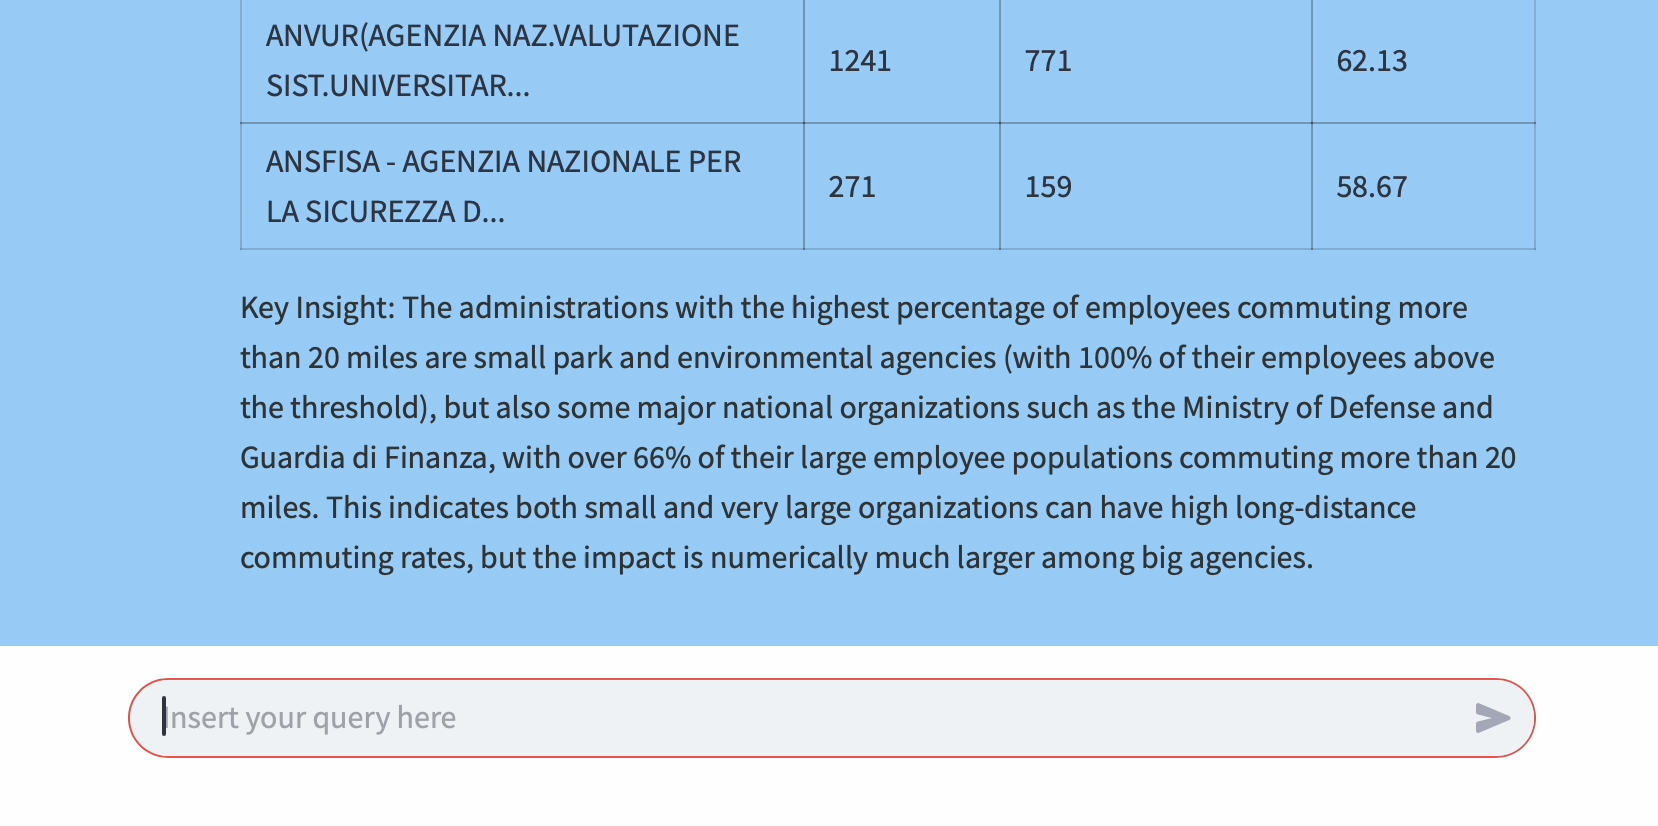 ANVUR(AGENZIA NAZ.VALUTAZIONE
SIST.UNIVERSITAR...
1241
771
62.13
ANSFISA - AGENZIA NAZIONALE PER
LA SICUREZZA D...
271
159
58.67
Key Insight: The administrations with the highest percentage of employees commuting more
than 20 miles are small park and environmental agencies (with 100% of their employees above
the threshold), but also some major national organizations such as the Ministry of Defense and
Guardia di Finanza, with over 66% of their large employee populations commuting more than 20
miles. This indicates both small and very large organizations can have high long-distance
commuting rates, but the impact is numerically much larger among big agencies.
Insert your query here